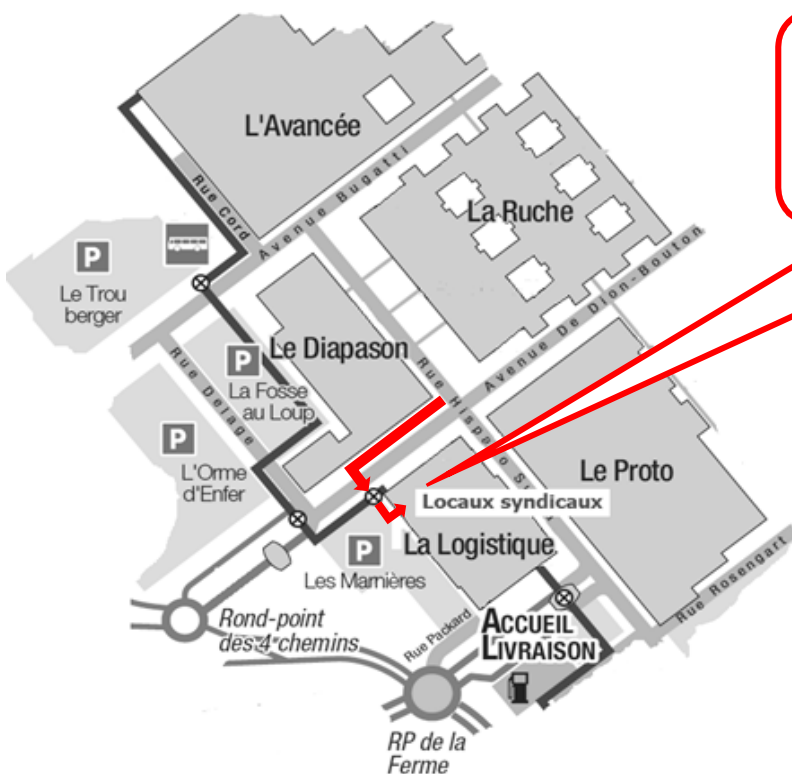 L'Avancée
Rue Cord
Avenue Bugatti
La Ruche
P
Le Trou
berger
Avenue De Dion-Bouton
Le Diapason
P
La Fosse
au Loup
Rue Delage
Rue Hispano Su
P
L'Orme
d'Enfer
Le Proto
Locaux syndicaux
La Logistique
P
Les Marnières
Rue Rosengart
Rond-point
des 4 chemins
Rue Packard
ACCUEIL
LIVRAISON
RP de la
Ferme